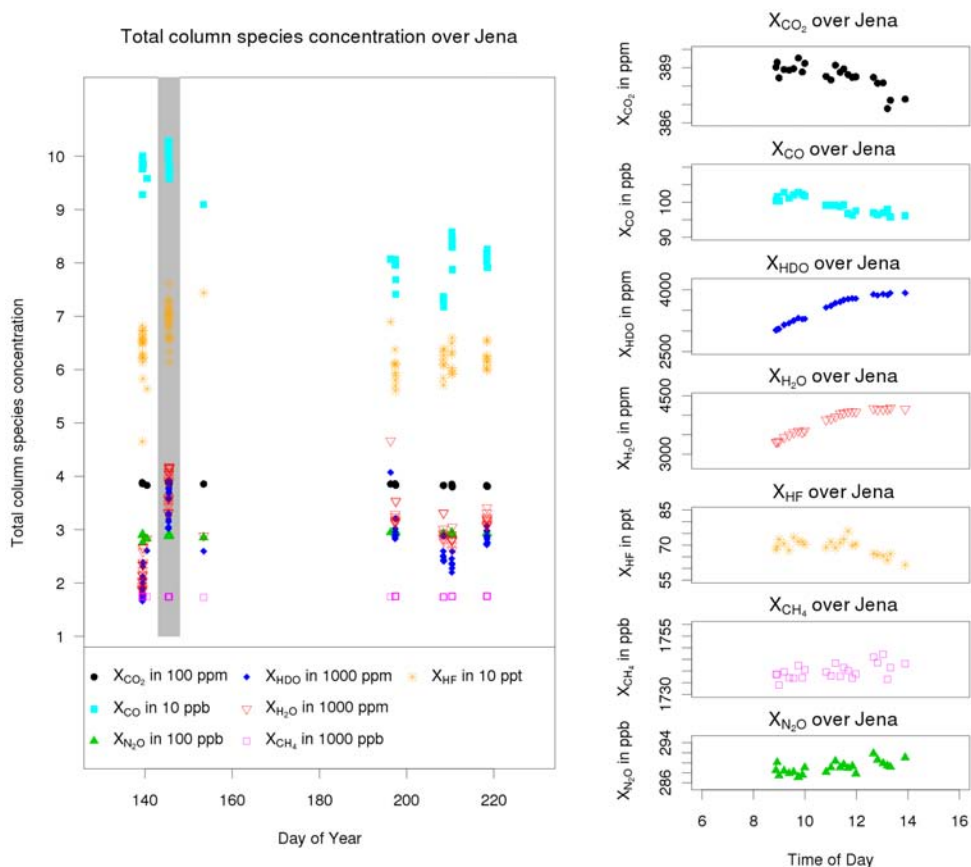 Total column species concentration over Jena
Total column species concentration
10
9
8
7
6
5
4
3
2
1
X_CO₂ in 100 ppm
X_HDO in 1000 ppm
X_HF in 10 ppt
X_CO in 10 ppb
X_H₂O in 1000 ppm
X_N₂O in 100 ppb
X_CH₄ in 1000 ppb
140 160 180 200 220
Day of Year
X_CO₂ over Jena
X_CO₂ in ppm
386 389
X_CO over Jena
X_CO in ppb
90 100
X_HDO over Jena
X_HDO in ppm
2500 4000
X_H₂O over Jena
X_H₂O in ppm
3000 4500
X_HF over Jena
X_HF in ppt
55 70 85
X_CH₄ over Jena
X_CH₄ in ppb
1730 1755
X_N₂O over Jena
X_N₂O in ppb
286 294
6 8 10 12 14 16
Time of Day